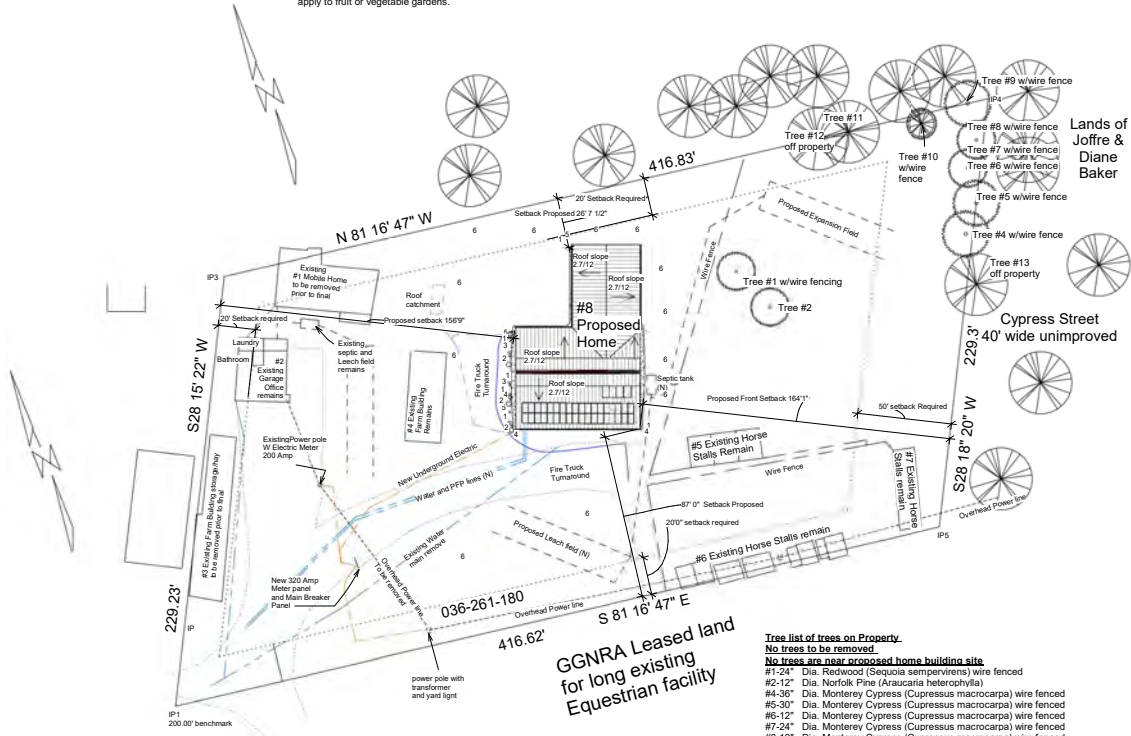 apply to fruit or vegetable gardens.
Tree #9 w/wire fence
IP4
Tree #11
Tree #12
off property
Tree #8 w/wire fence
Tree #7 w/wire fence
Tree #6 w/wire fence
Tree #10
w/wire
fence
Tree #5 w/wire fence
Tree #4 w/wire fence
Tree #13
off property
Lands of
Joffre &
Diane
Baker
416.83'
20' Setback Required
Setback Proposed 26' 7 1/2"
N 81 16' 47" W
Proposed Expansion Field
Wire Fence
Tree #1 w/wire fencing
Tree #2
Cypress Street
40' wide unimproved
229.3'
S28 18" 20" W
IP3
Existing
#1 Mobile Home
to be removed
prior to final
Roof
catchment
Roof slope
2.7/12
Roof slope
2.7/12
#8
Proposed
Home
Proposed setback 156'9"
20' Setback required
Laundry
Bathroom
#2
Existing
Garage
Office
remains
Existing
septic and
Leech field
remains
Fire Truck
Turnaround
Roof slope
2.7/12
Roof slope
2.7/12
Septic tank
(N)
Proposed Front Setback 164'1"
50' setback Required
S28 15' 22" W
#4 Existing
Farm Building
Remains
ExistingPower pole
W Electric Meter
200 Amp
New Underground Electric
Water and PFP lines (N)
Fire Truck
Turnaround
#5 Existing Horse
Stalls Remain
Wire Fence
#7 Existing Horse
Stalls remain
Overhead Power line
IP5
87' 0" Setback Proposed
20'0" setback required
#6 Existing Horse Stalls remain
Proposed Leach field (N)
Existing Water
main remove
#3 Existing Farm Building storage/hay
to be removed prior to final
New 320 Amp
Meter panel
and Main Breaker
Panel
Overhead Power line
To be removed
036-261-180
Overhead Power line
S 81 16' 47" E
416.62'
229.23'
IP
IP1
200.00' benchmark
power pole with
transformer
and yard light
GGNRA Leased land
for long existing
Equestrian facility
Tree list of trees on Property
No trees to be removed
No trees are near proposed home building site
#1-24" Dia. Redwood (Sequoia sempervirens) wire fenced
#2-12" Dia. Norfolk Pine (Araucaria heterophylla)
#4-36" Dia. Monterey Cypress (Cupressus macrocarpa) wire fenced
#5-30" Dia. Monterey Cypress (Cupressus macrocarpa) wire fenced
#6-12" Dia. Monterey Cypress (Cupressus macrocarpa) wire fenced
#7-24" Dia. Monterey Cypress (Cupressus macrocarpa) wire fenced